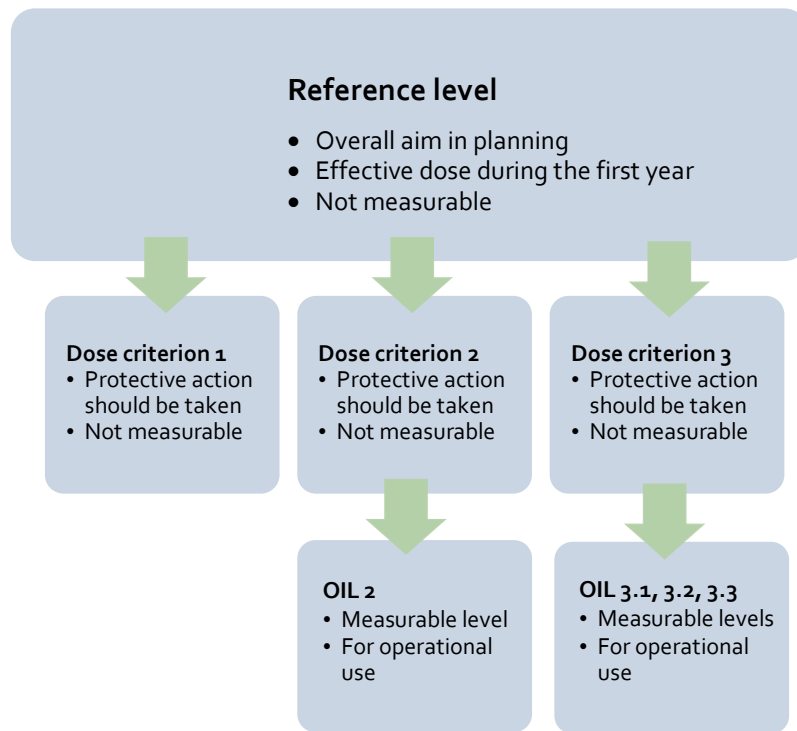 Reference level
• Overall aim in planning
• Effective dose during the first year
• Not measurable
Dose criterion 1
• Protective action
should be taken
• Not measurable
Dose criterion 2
• Protective action
should be taken
• Not measurable
Dose criterion 3
• Protective action
should be taken
• Not measurable
OIL 2
• Measurable level
• For operational
use
OIL 3.1, 3.2, 3.3
• Measurable levels
• For operational
use